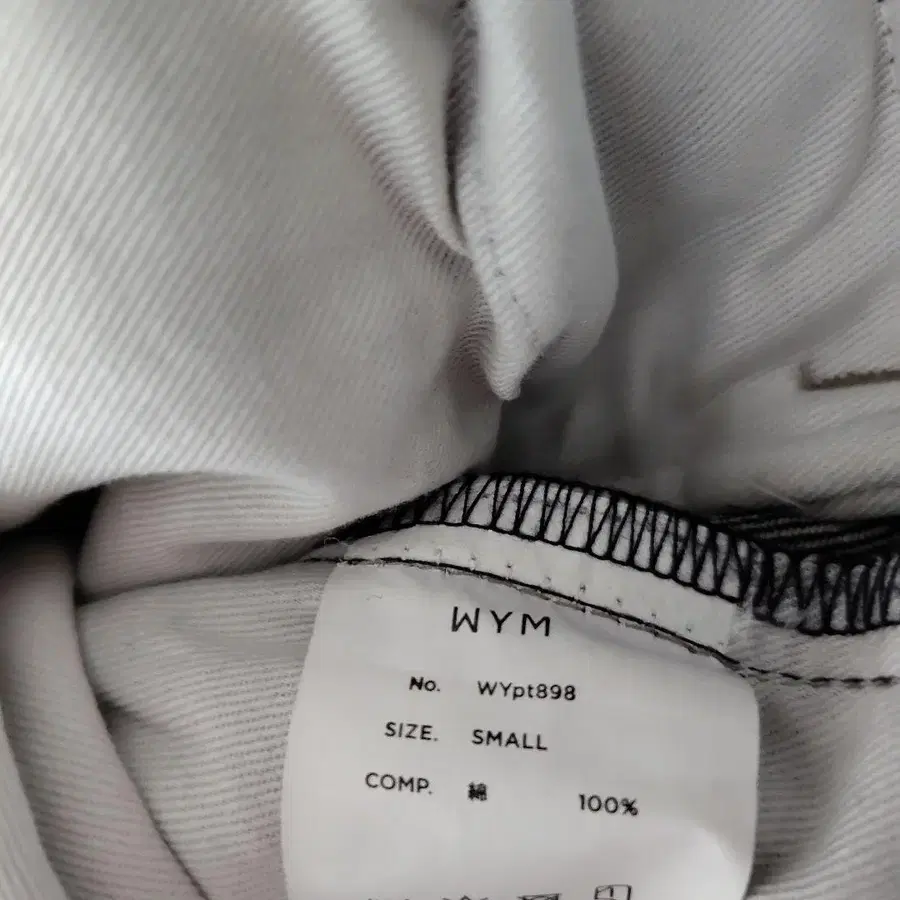 WYM
No. WYpt898
SIZE. SMALL
COMP. 綿 100%